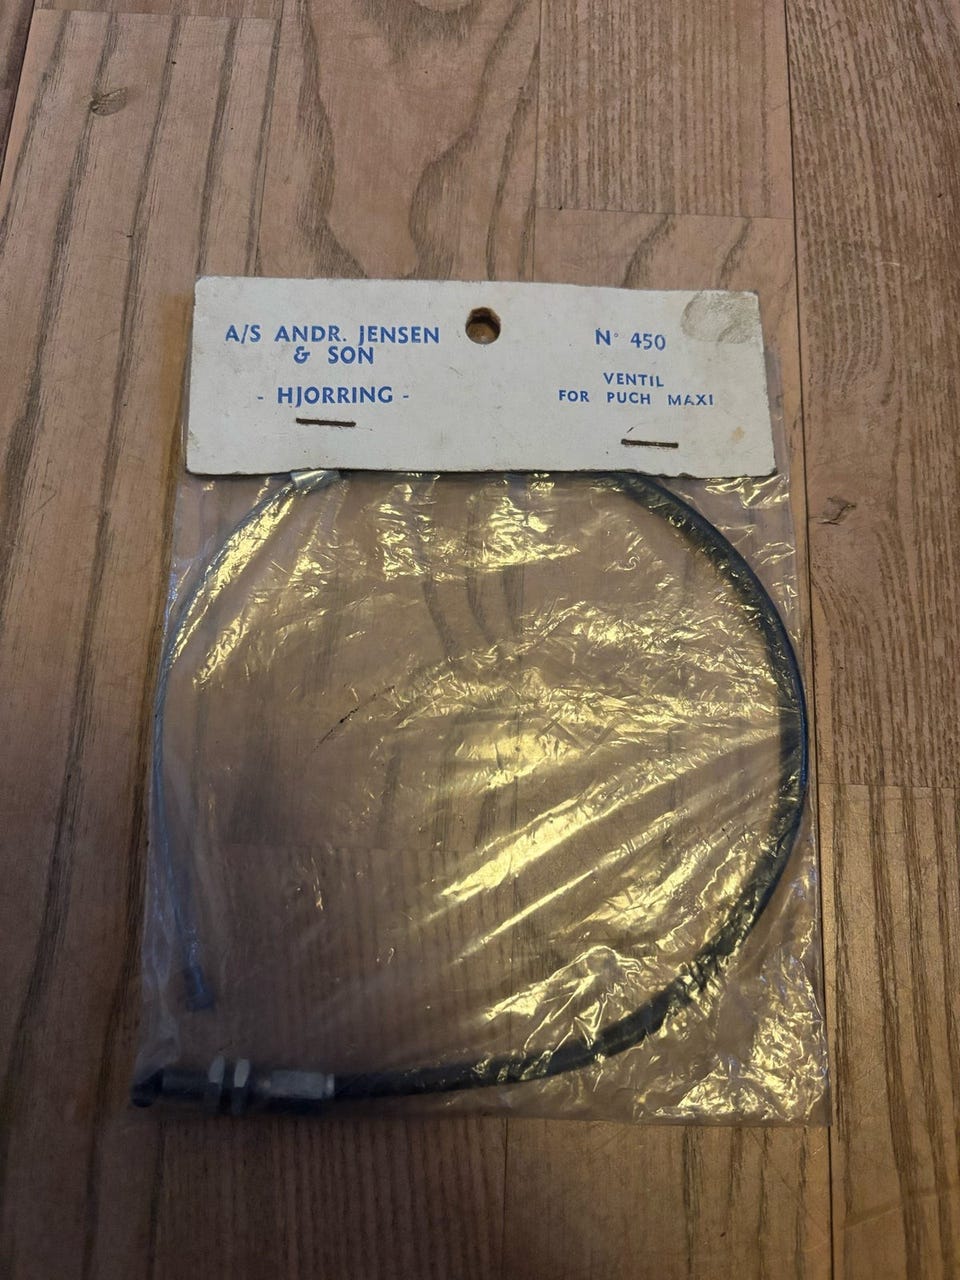 A/S ANDR. JENSEN
& SON
- HJORRING -
N° 450
VENTIL
FOR PUCH MAXI